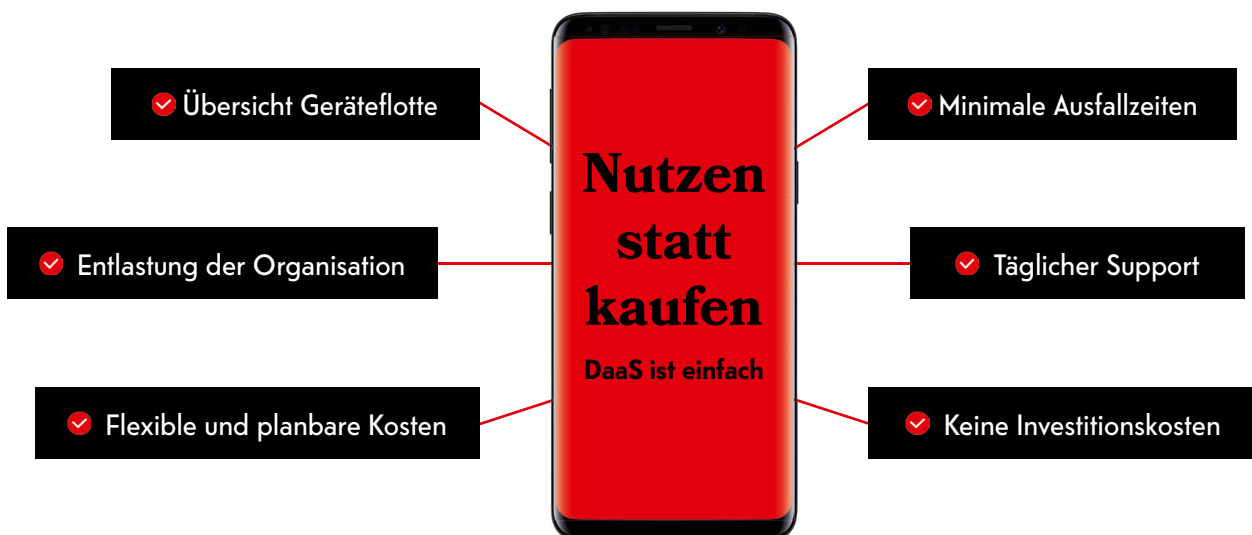 Übersicht Geräteflotte
Entlastung der Organisation
Flexible und planbare Kosten
Nutzen
statt
kaufen
DaaS ist einfach
Minimale Ausfallzeiten
Täglicher Support
Keine Investitionskosten